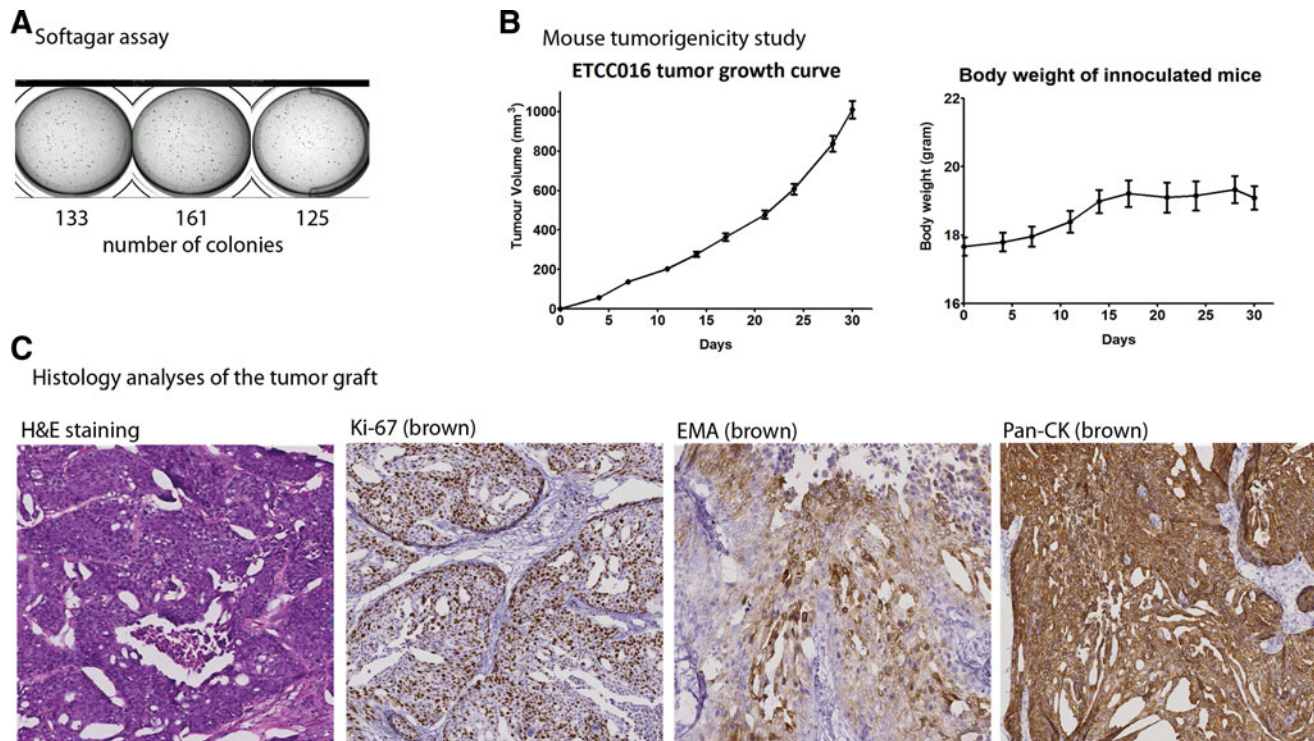 A Softagar assay
133 161 125
number of colonies
B Mouse tumorigenicity study
ETCC016 tumor growth curve
Tumour Volume (mm³)
1000
800
600
400
200
0
0 5 10 15 20 25 30
Days
Body weight of innoculated mice
Body weight (gram)
22
20
18
16
0 5 10 15 20 25 30
Days
C
Histology analyses of the tumor graft
H&E staining
Ki-67 (brown)
EMA (brown)
Pan-CK (brown)